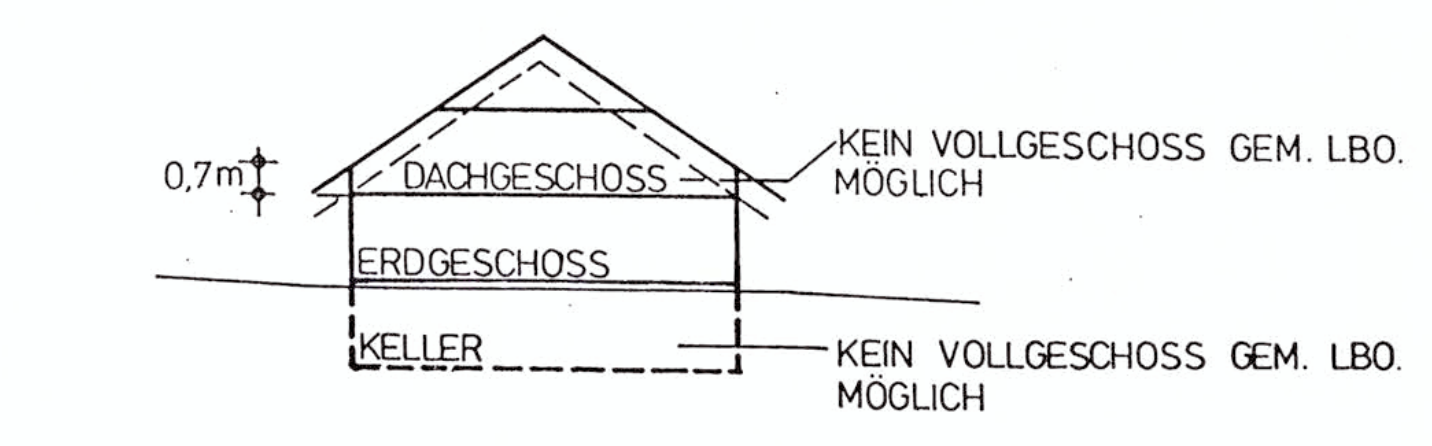 KEIN VOLLGESCHOSS GEM. LBO.
MÖGLICH
0,7m
DACHGESCHOSS
ERDGESCHOSS
KELLER
KEIN VOLLGESCHOSS GEM. LBO.
MÖGLICH